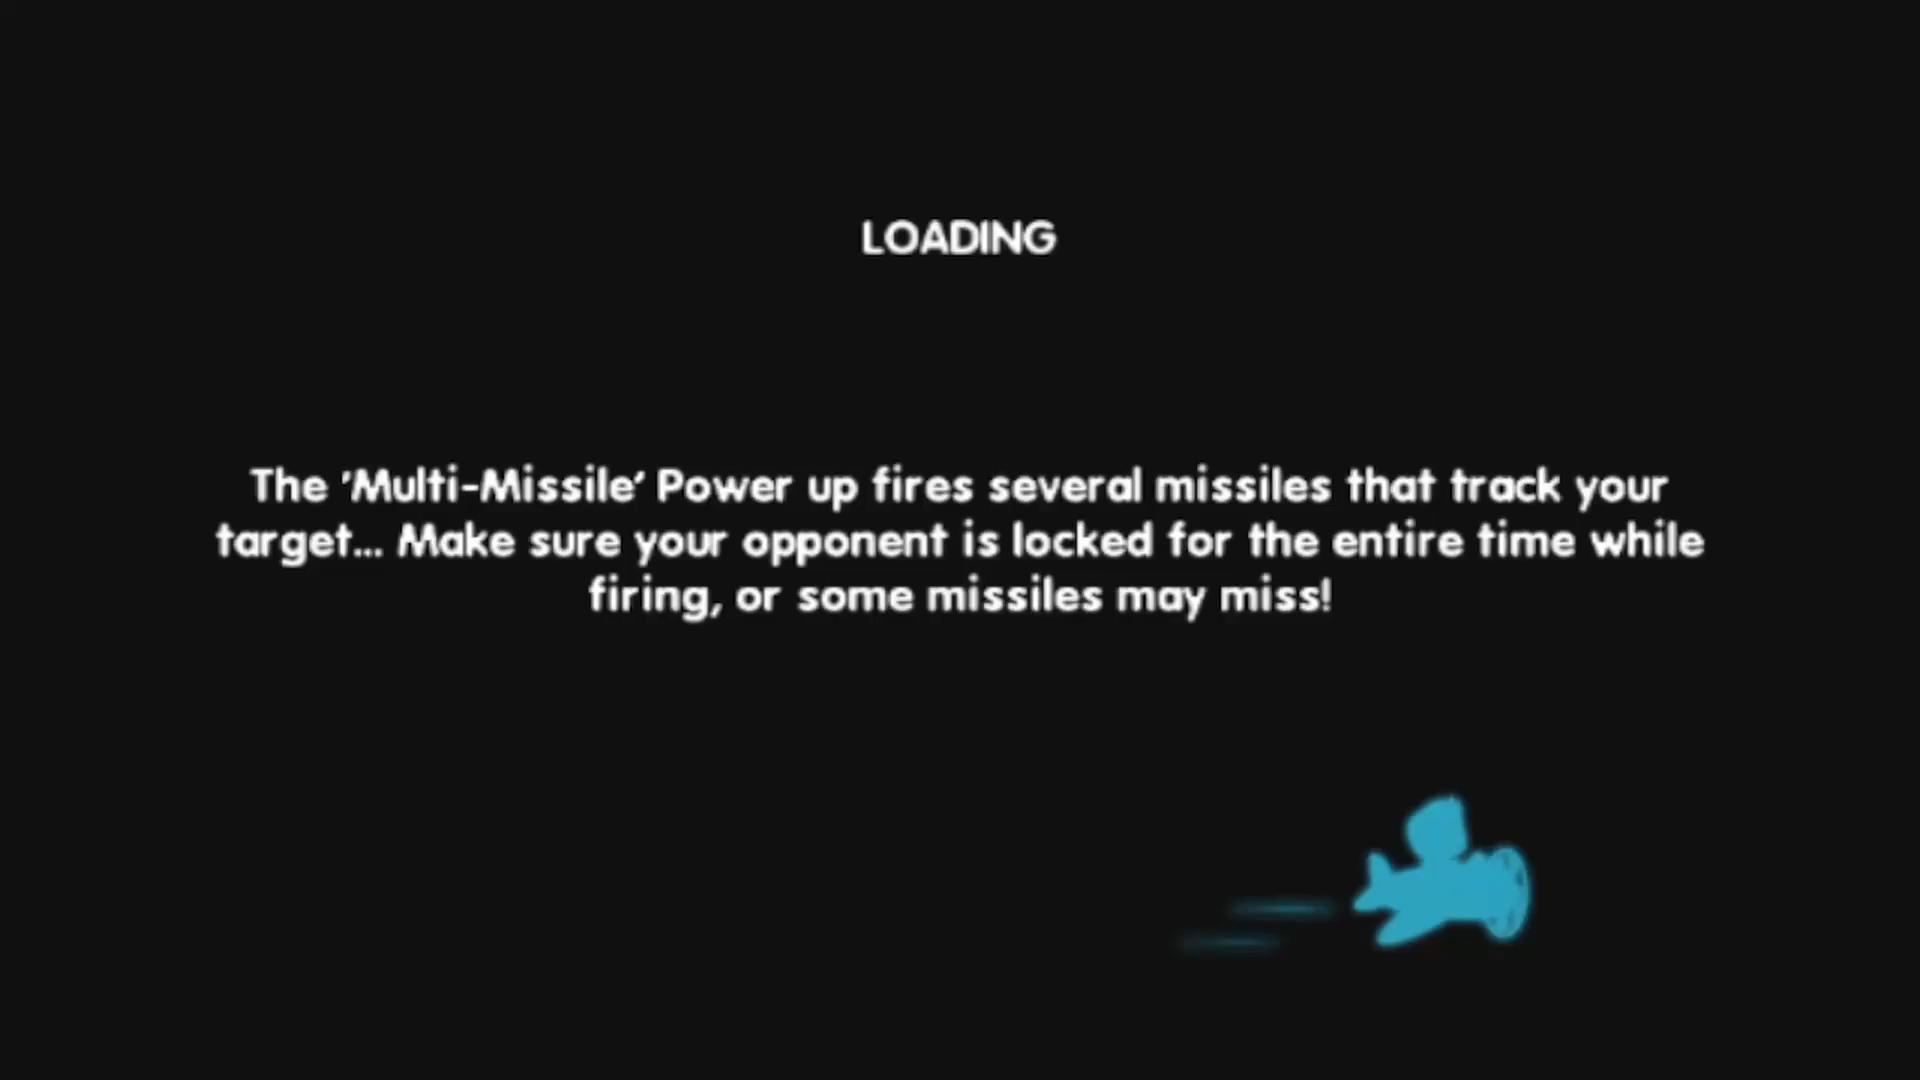 LOADING
The 'Multi-Missile' Power up fires several missiles that track your
target... Make sure your opponent is locked for the entire time while
firing, or some missiles may miss!